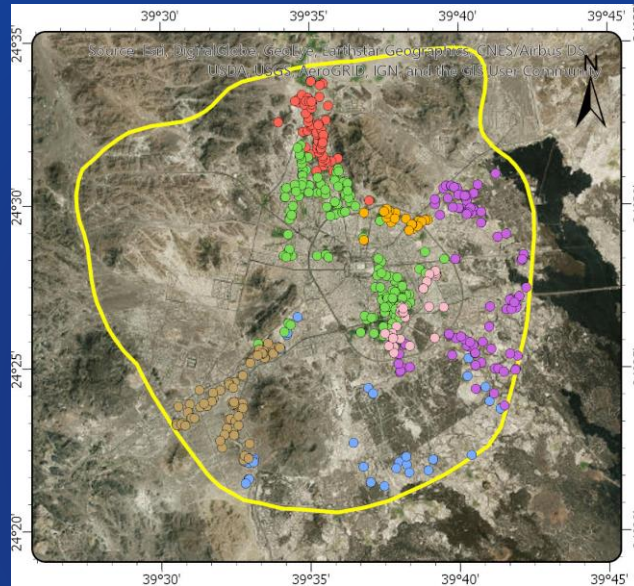 39°30' 39°35' 39°40' 39°45'
Source: Esri, DigitalGlobe, GeoEye, Earthstar Geographics, CNES/Airbus DS,
USDA, USGS, AeroGRID, IGN, and the GIS User Community
N
24°35'
24°30'
24°25'
24°20'
39°30' 39°35' 39°40' 39°45'